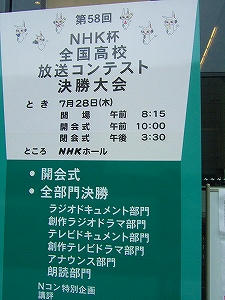 第58回
NHK杯
全国高校
放送コンテスト
決勝大会
とき 7月28日(木)
開場 午前 8:15
開会式 午前 10:00
閉会式 午後 3:30
ところ NHKホール
• 開会式
• 全部門決勝
ラジオドキュメント部門
創作ラジオドラマ部門
テレビドキュメント部門
創作テレビドラマ部門
アナウンス部門
朗読部門
Nコン特別企画
講評